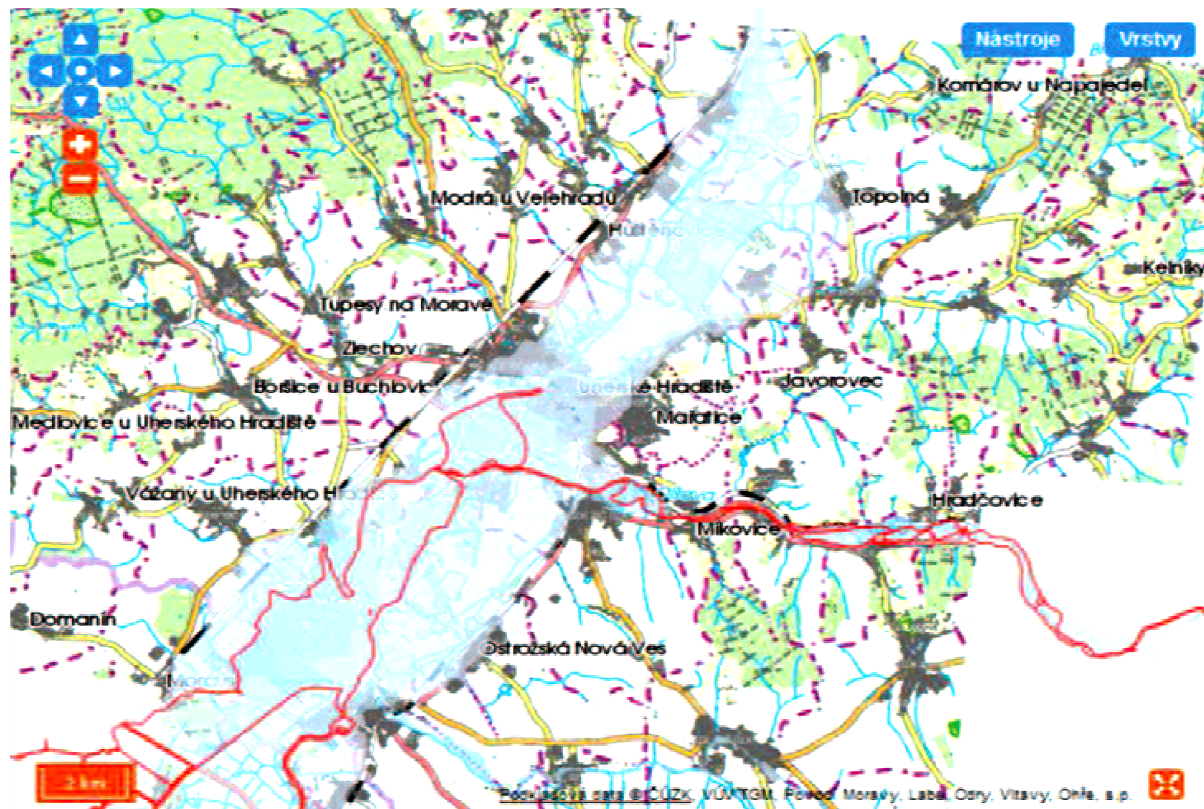 Nástroje
Vrstvy
Komárov u Napajedel
Modrá u Velehradu
Topolná
Huštěnovice
Kelníky
Tupesy na Moravě
Zlechov
Javorovec
Boršice u Buchlovic
Uherské Hradiště
Mařatice
Medlovice u Uherského Hradiště
Vážany u Uherského Hradiště
Olšava
Hradčovice
Mikovice
Domanín
Ostrožská Nová Ves
2 km
Podkladová data © ČÚZK, VÚV TGM, Povodí Moravy, Labe, Odry, Vltavy, Ohře, s.p.